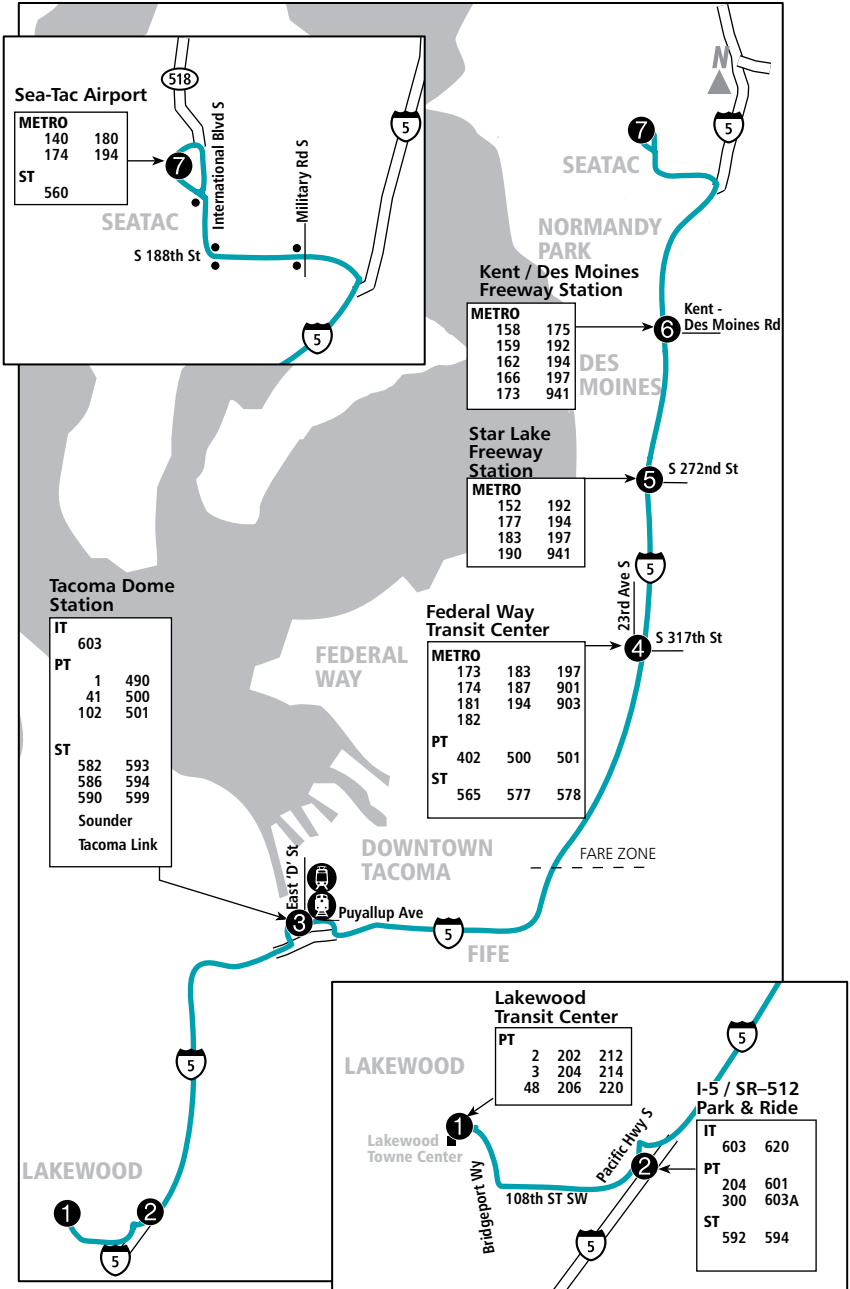 518
Sea-Tac Airport
METRO
140 180
174 194
ST
560
7
SEATAC
International Blvd S
Military Rd S
S 188th St
5
5
N
5
7
SEATAC
NORMANDY
PARK
Kent / Des Moines
Freeway Station
METRO
158 175
159 192
162 194
166 197
173 941
6
Kent -
Des Moines Rd
DES
MOINES
Star Lake
Freeway
Station
METRO
152 192
177 194
183 197
190 941
5
S 272nd St
5
23rd Ave S
Federal Way
Transit Center
METRO
173 183 197
174 187 901
181 194 903
182
PT
402 500 501
ST
565 577 578
4
S 317th St
Tacoma Dome
Station
IT
603
PT
1 490
41 500
102 501
ST
582 593
586 594
590 599
Sounder
Tacoma Link
FEDERAL
WAY
DOWNTOWN
TACOMA
FARE ZONE
East 'D' St
3
Puyallup Ave
5
FIFE
5
LAKEWOOD
1
2
5
Lakewood
Transit Center
PT
2 202 212
3 204 214
48 206 220
LAKEWOOD
1
Lakewood
Towne Center
Bridgeport Wy
108th ST SW
Pacific Hwy S
2
5
5
I-5 / SR–512
Park & Ride
IT
603 620
PT
204 601
300 603A
ST
592 594